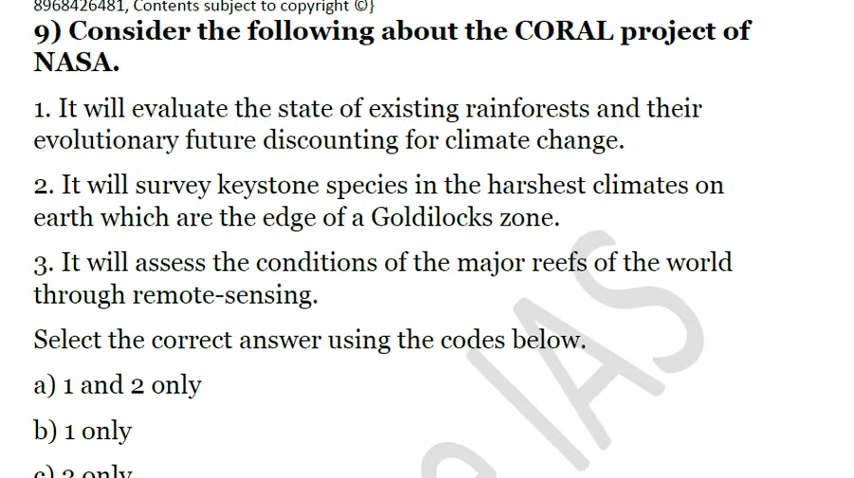 8968426481, Contents subject to copyright ©}
9) Consider the following about the CORAL project of
NASA.
1. It will evaluate the state of existing rainforests and their
evolutionary future discounting for climate change.
2. It will survey keystone species in the harshest climates on
earth which are the edge of a Goldilocks zone.
3. It will assess the conditions of the major reefs of the world
through remote-sensing.
Select the correct answer using the codes below.
a) 1 and 2 only
b) 1 only
only
IAS